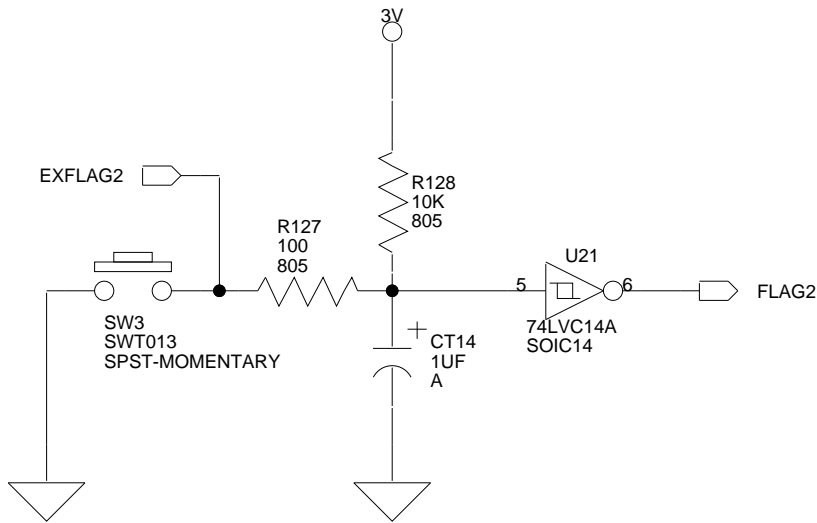 3V
EXFLAG2
R128
10K
805
R127
100
805
U21
5
6
FLAG2
SW3
SWT013
SPST-MOMENTARY
74LVC14A
SOIC14
+
CT14
1UF
A